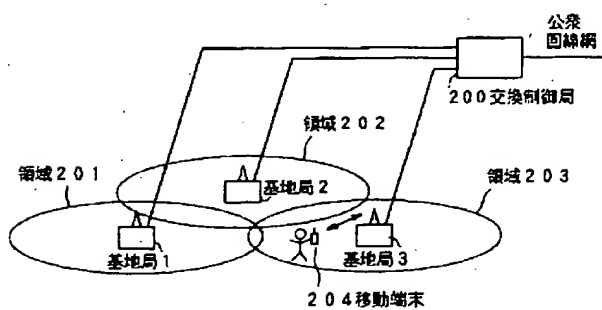 公衆
回線網
200交換制御局
領域202
領域201
基地局2
領域203
基地局1
基地局3
204移動端末